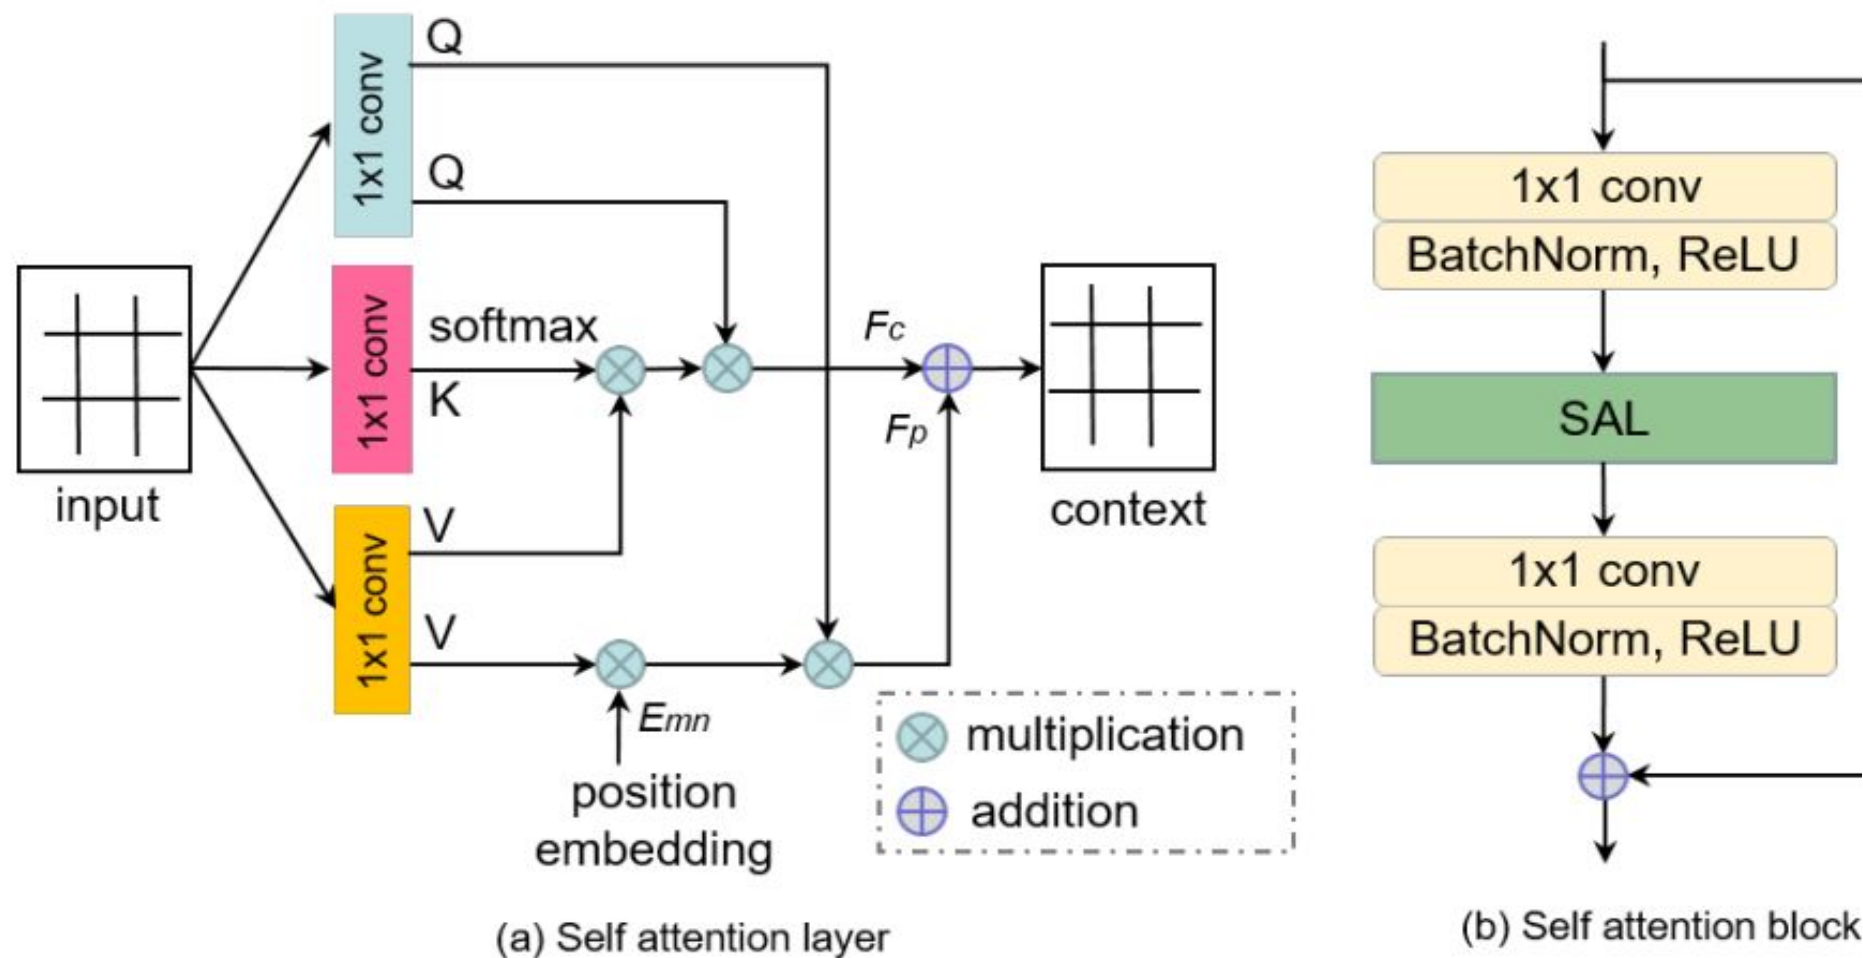 Q
1x1 conv
Q
softmax
1x1 conv
K
Fc
Fp
input
context
V
1x1 conv
V
Emn
position
embedding
multiplication
addition
(a) Self attention layer
1x1 conv
BatchNorm, ReLU
SAL
1x1 conv
BatchNorm, ReLU
(b) Self attention block